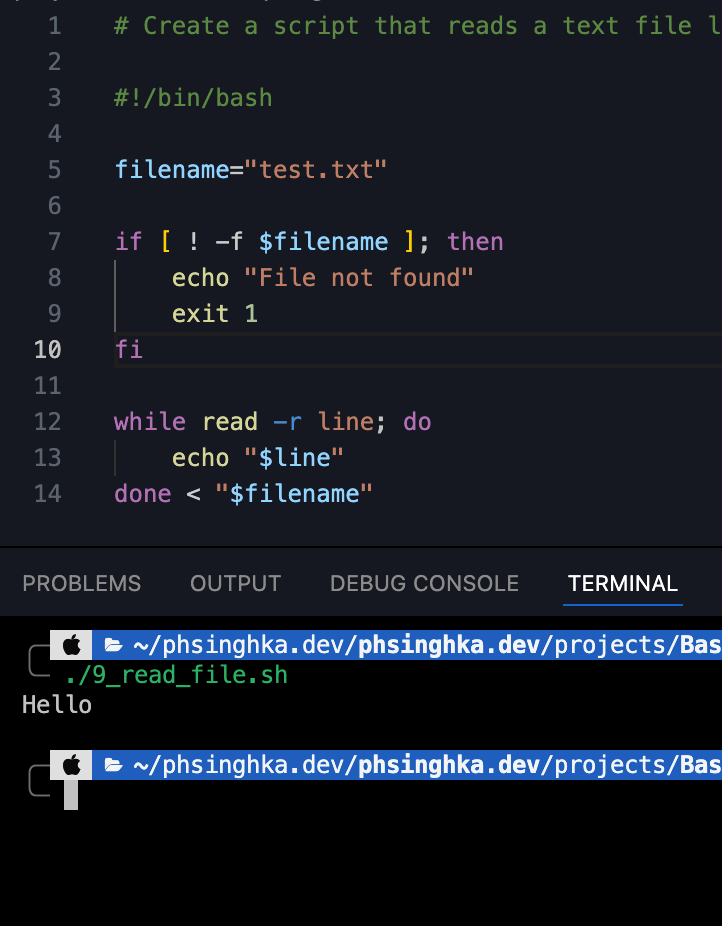 1 # Create a script that reads a text file l
2
3 #!/bin/bash
4
5 filename="test.txt"
6
7 if [ ! -f $filename ]; then
8 echo "File not found"
9 exit 1
10 fi
11
12 while read -r line; do
13 echo "$line"
14 done < "$filename"
PROBLEMS OUTPUT DEBUG CONSOLE TERMINAL
~/phsinghka.dev/phsinghka.dev/projects/Bas
./9_read_file.sh
Hello
~/phsinghka.dev/phsinghka.dev/projects/Bas